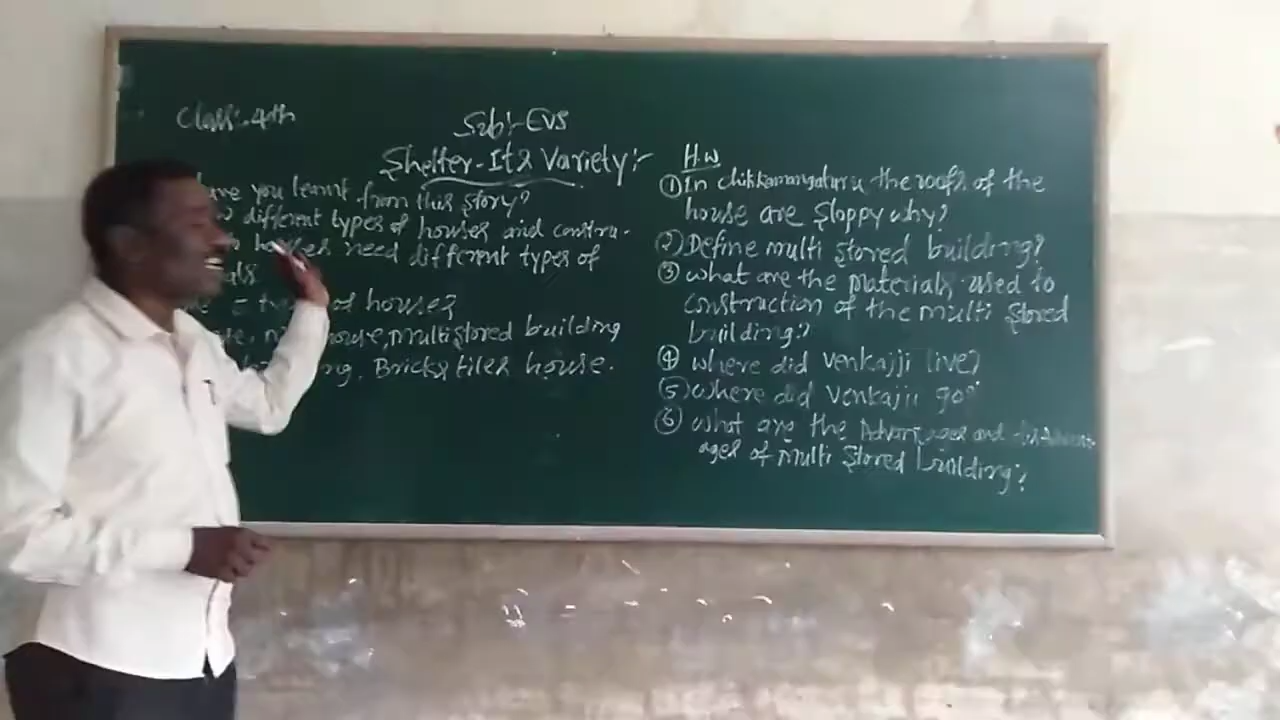 Class:- 4th
Sub:- EVS
Shelter - Its Variety:-
have you learnt from this story?
different types of houses and constru-
houses need different types of
of houses
house, multistored building
Bricks tiles house.
H.W
① In chikkamangaluru the roofs of the
house are sloppy why?
② Define multi stored building?
③ what are the materials used to
construction of the multi stored
building?
④ where did venkajji live?
⑤ where did venkajji go?
⑥ what are the Advantages and
ages of multi stored building?